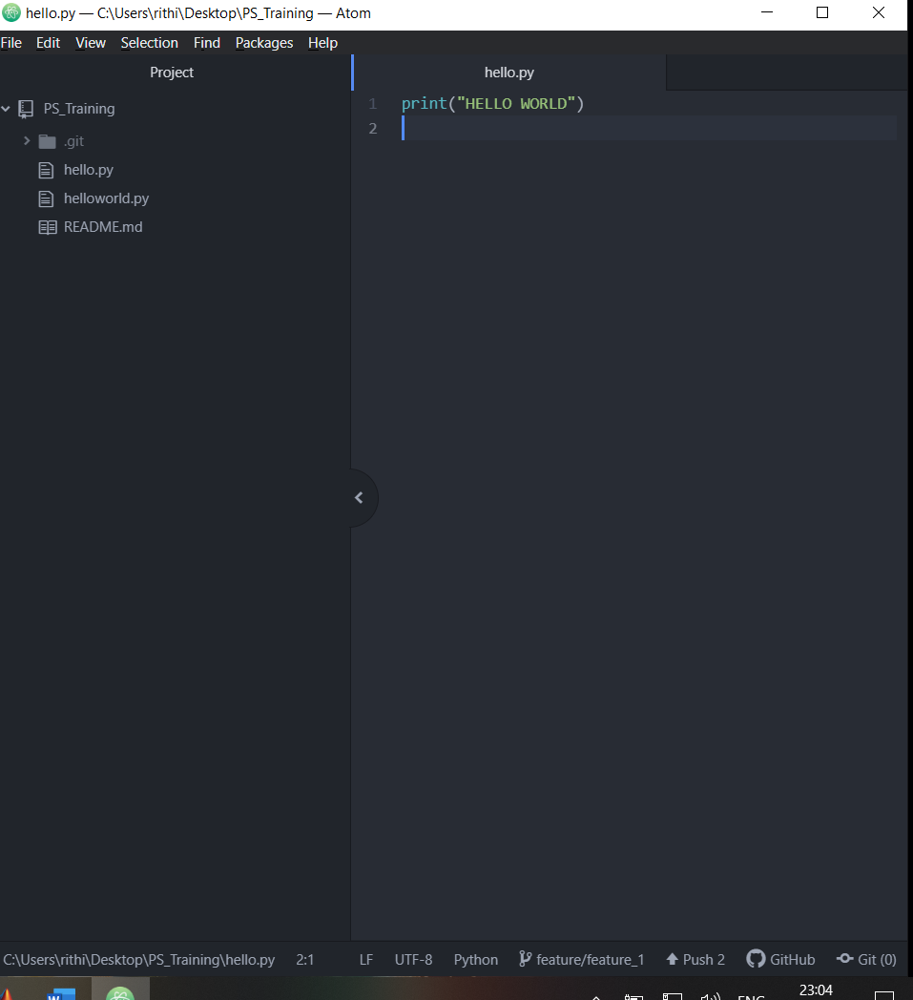 hello.py — C:\Users\rithi\Desktop\PS_Training — Atom
File Edit View Selection Find Packages Help
Project
hello.py
PS_Training
.git
hello.py
helloworld.py
README.md
1 print("HELLO WORLD")
2
C:\Users\rithi\Desktop\PS_Training\hello.py 2:1 LF UTF-8 Python feature/feature_1 Push 2 GitHub Git (0)
W ENG 23:04